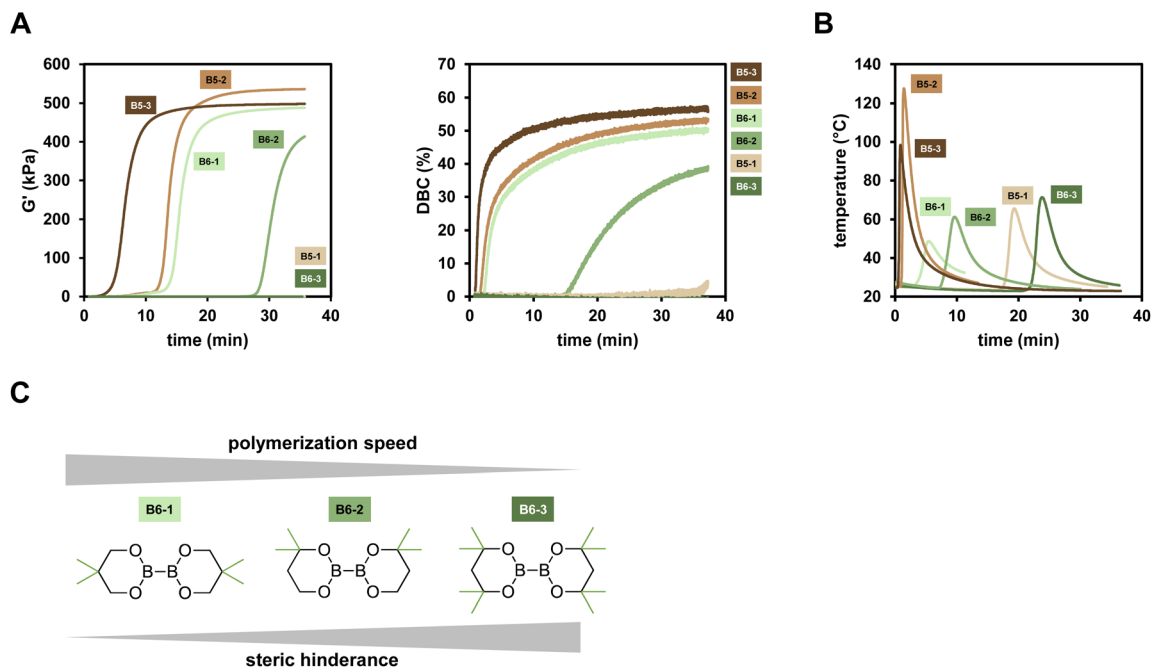 A
B
600
500
400
300
200
100
0
G' (kPa)
0
10
20
30
40
time (min)
B5-3
B5-2
B6-1
B6-2
B5-1
B6-3
70
60
50
40
30
20
10
0
DBC (%)
0
10
20
30
40
time (min)
B5-3
B5-2
B6-1
B6-2
B5-1
B6-3
140
120
100
80
60
40
20
temperature (°C)
0
10
20
30
40
time (min)
B5-2
B5-3
B6-1
B6-2
B5-1
B6-3
C
polymerization speed
B6-1
B6-2
B6-3
O O
B B
O O
O O
B B
O O
O O
B B
O O
steric hinderance